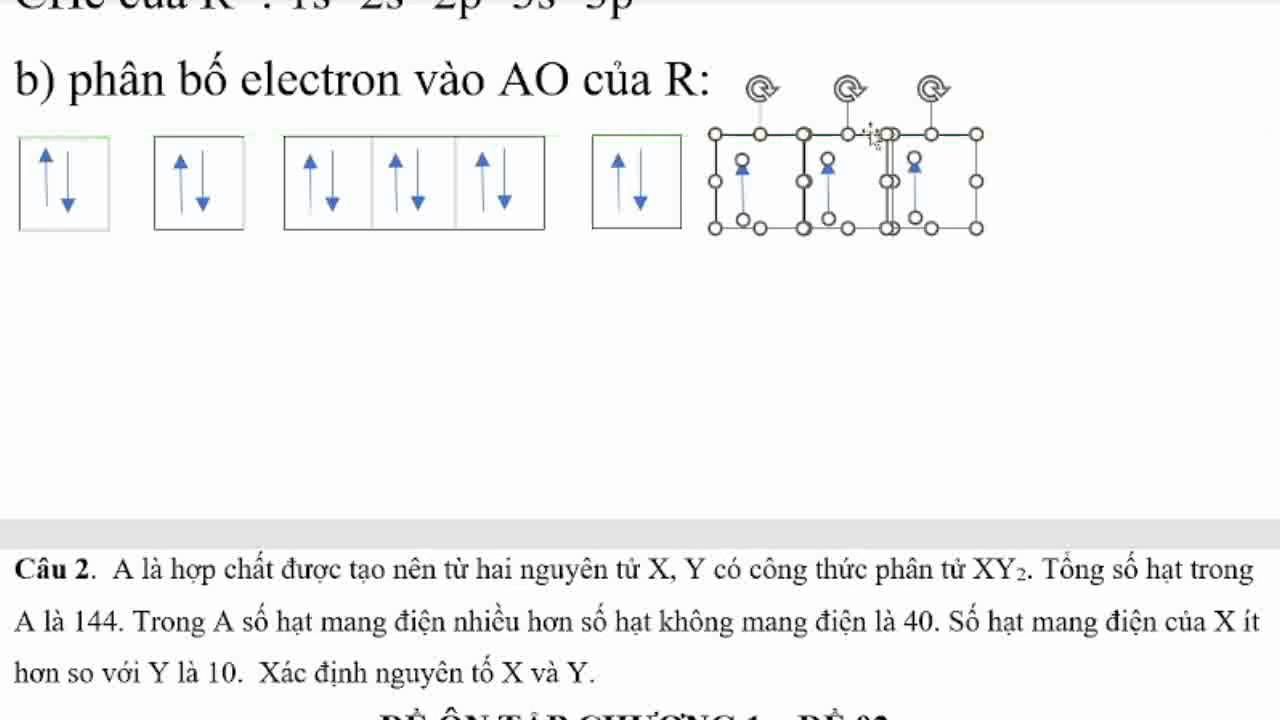 b) phân bố electron vào AO của R:
Câu 2. A là hợp chất được tạo nên từ hai nguyên tử X, Y có công thức phân tử XY₂. Tổng số hạt trong
A là 144. Trong A số hạt mang điện nhiều hơn số hạt không mang điện là 40. Số hạt mang điện của X ít
hơn so với Y là 10. Xác định nguyên tố X và Y.